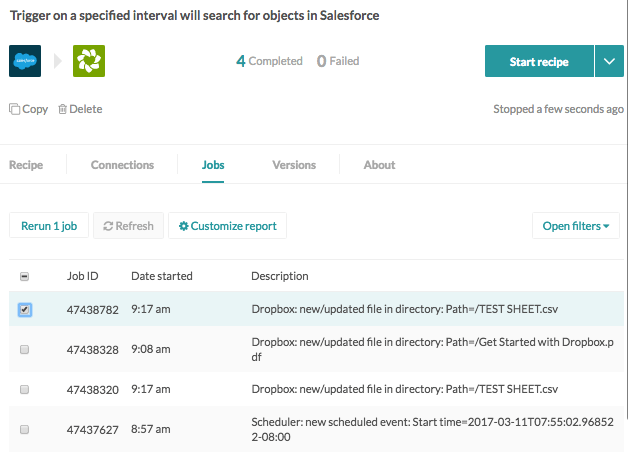 Trigger on a specified interval will search for objects in Salesforce
salesforce
4 Completed 0 Failed
Start recipe
Copy Delete
Stopped a few seconds ago
Recipe Connections Jobs Versions About
Rerun 1 job Refresh Customize report Open filters
Job ID Date started Description
47438782 9:17 am Dropbox: new/updated file in directory: Path=/TEST SHEET.csv
47438328 9:08 am Dropbox: new/updated file in directory: Path=/Get Started with Dropbox.p
df
47438320 9:17 am Dropbox: new/updated file in directory: Path=/TEST SHEET.csv
47437627 8:57 am Scheduler: new scheduled event: Start time=2017-03-11T07:55:02.96852
2-08:00